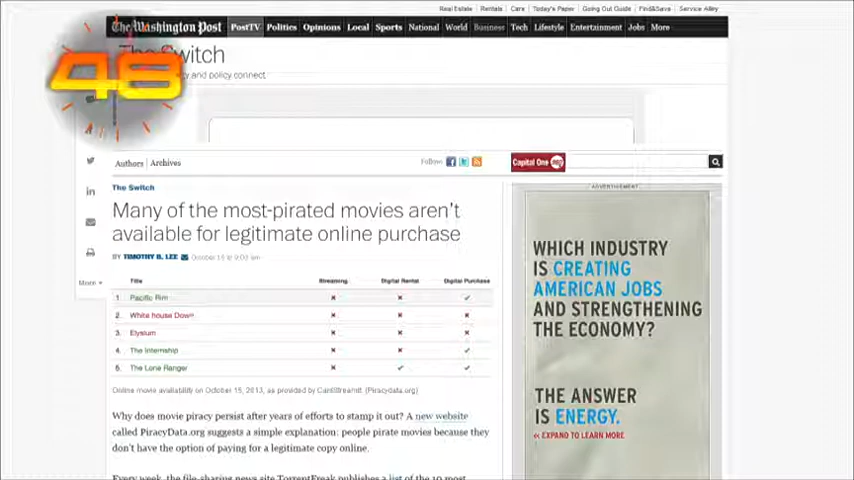 Real Estate Rentals Cars Today's Paper Going Out Guide Find&Save Service Alley
The Washington Post PostTV Politics Opinions Local Sports National World Business Tech Lifestyle Entertainment Jobs More
The Switch
and policy connect
48
Authors Archives Follow: Capital One
The Switch
Many of the most-pirated movies aren't
available for legitimate online purchase
BY TIMOTHY B. LEE October 15 at 9:03 am
More
Title Streaming Digital Rental Digital Purchase
1. Pacific Rim ✗ ✗ ✓
2. White house Down ✗ ✗ ✗
3. Elysium ✗ ✗ ✗
4. The Internship ✗ ✗ ✓
5. The Lone Ranger ✗ ✓ ✓
Online movie availability on October 15, 2013, as provided by CanIStream.It. (Piracydata.org)
Why does movie piracy persist after years of efforts to stamp it out? A new website
called PiracyData.org suggests a simple explanation: people pirate movies because they
don't have the option of paying for a legitimate copy online.
Every week, the file-sharing news site TorrentFreak publishes a list of the 10 most
ADVERTISEMENT
WHICH INDUSTRY
IS CREATING
AMERICAN JOBS
AND STRENGTHENING
THE ECONOMY?
THE ANSWER
IS ENERGY.
<< EXPAND TO LEARN MORE